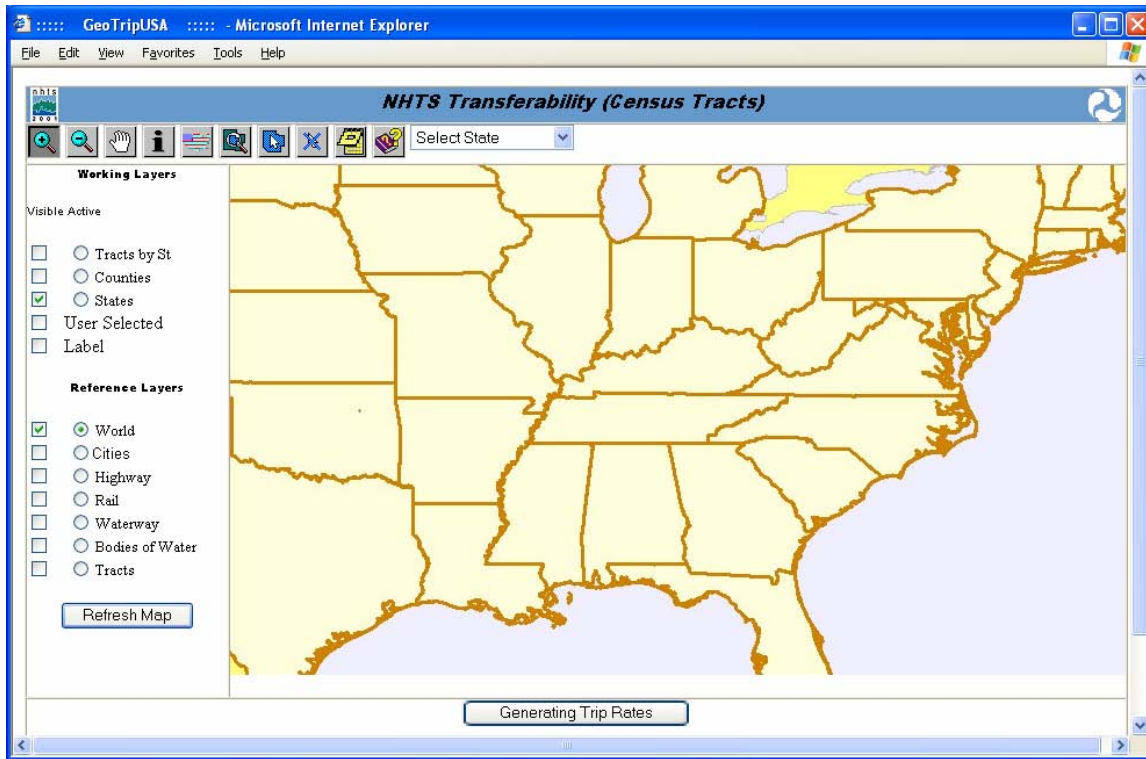 ::::: GeoTripUSA ::::: - Microsoft Internet Explorer
File Edit View Favorites Tools Help
nhts
2001
NHTS Transferability (Census Tracts)
Select State
Working Layers
Visible Active
Tracts by St
Counties
States
User Selected
Label
Reference Layers
World
Cities
Highway
Rail
Waterway
Bodies of Water
Tracts
Refresh Map
Generating Trip Rates